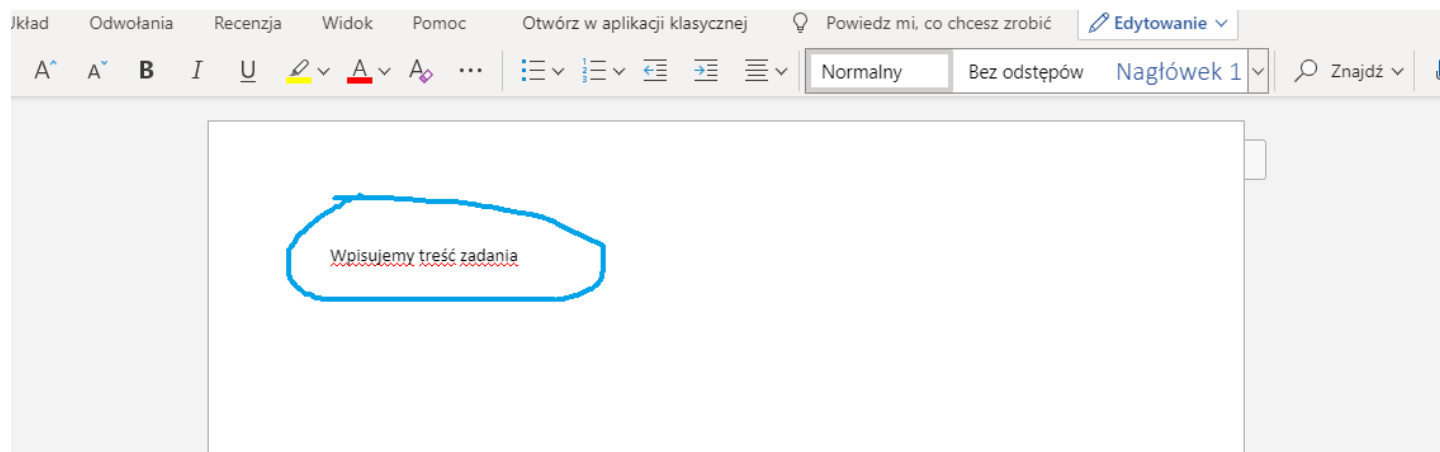 Układ Odwołania Recenzja Widok Pomoc Otwórz w aplikacji klasycznej Powiedz mi, co chcesz zrobić Edytowanie
A A B I U A A ... Normalny Bez odstępów Nagłówek 1 Znajdź
Wpisujemy treść zadania